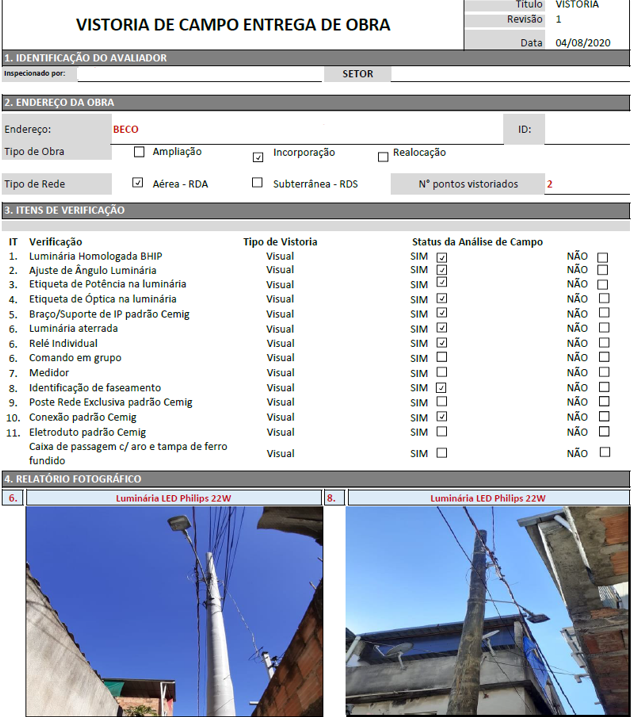 Título VISTORIA
VISTORIA DE CAMPO ENTREGA DE OBRA
Revisão 1
Data 04/08/2020
1. IDENTIFICAÇÃO DO AVALIADOR
Inspecionado por: SETOR
2. ENDEREÇO DA OBRA
Endereço: BECO ID:
Tipo de Obra Ampliação Incorporação Realocação
Tipo de Rede Aérea - RDA Subterrânea - RDS N° pontos vistoriados 2
3. ITENS DE VERIFICAÇÃO
IT Verificação Tipo de Vistoria Status da Análise de Campo
1. Luminária Homologada BHIP Visual SIM NÃO
2. Ajuste de Ângulo Luminária Visual SIM NÃO
3. Etiqueta de Potência na luminária Visual SIM NÃO
4. Etiqueta de Óptica na luminária Visual SIM NÃO
5. Braço/Suporte de IP padrão Cemig Visual SIM NÃO
6. Luminária aterrada Visual SIM NÃO
6. Relé Individual Visual SIM NÃO
6. Comando em grupo Visual SIM NÃO
7. Medidor Visual SIM NÃO
8. Identificação de faseamento Visual SIM NÃO
9. Poste Rede Exclusiva padrão Cemig Visual SIM NÃO
10. Conexão padrão Cemig Visual SIM NÃO
11. Eletroduto padrão Cemig Visual SIM NÃO
Caixa de passagem c/ aro e tampa de ferro
fundido Visual SIM NÃO
4. RELATÓRIO FOTOGRÁFICO
6. Luminária LED Philips 22W 8. Luminária LED Philips 22W